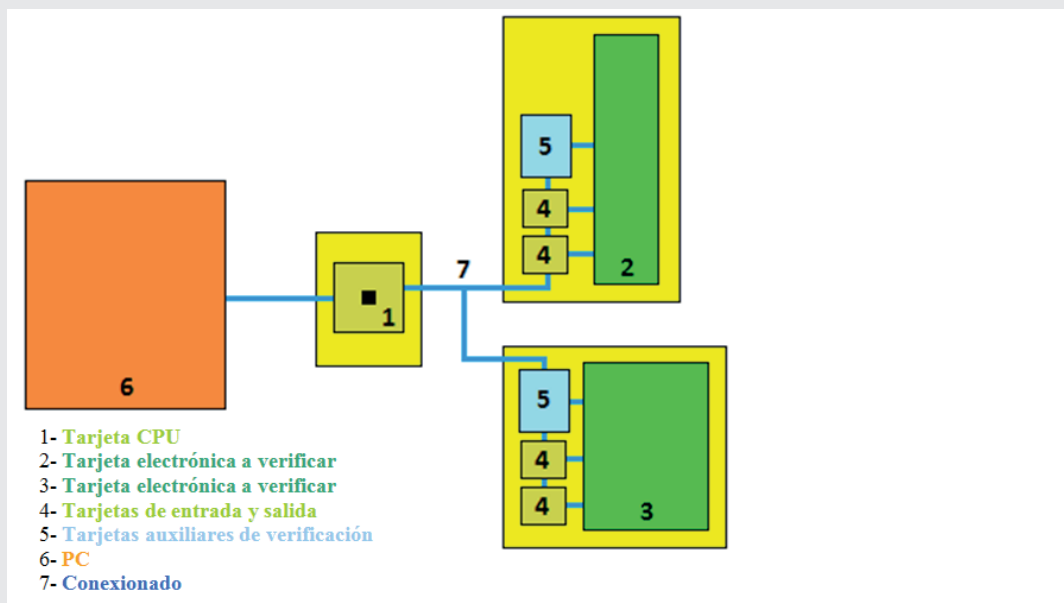 5
4
4
2
7
1
6
5
4
4
3
1- Tarjeta CPU
2- Tarjeta electrónica a verificar
3- Tarjeta electrónica a verificar
4- Tarjetas de entrada y salida
5- Tarjetas auxiliares de verificación
6- PC
7- Conexionado